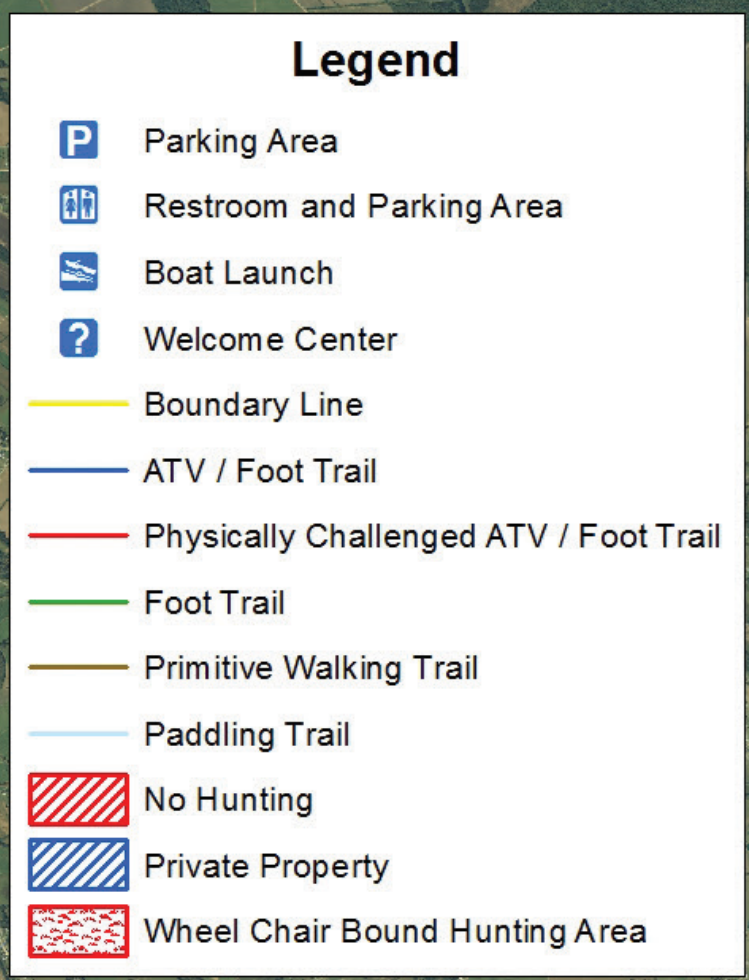 Legend
P Parking Area
Restroom and Parking Area
Boat Launch
? Welcome Center
Boundary Line
ATV / Foot Trail
Physically Challenged ATV / Foot Trail
Foot Trail
Primitive Walking Trail
Paddling Trail
No Hunting
Private Property
Wheel Chair Bound Hunting Area